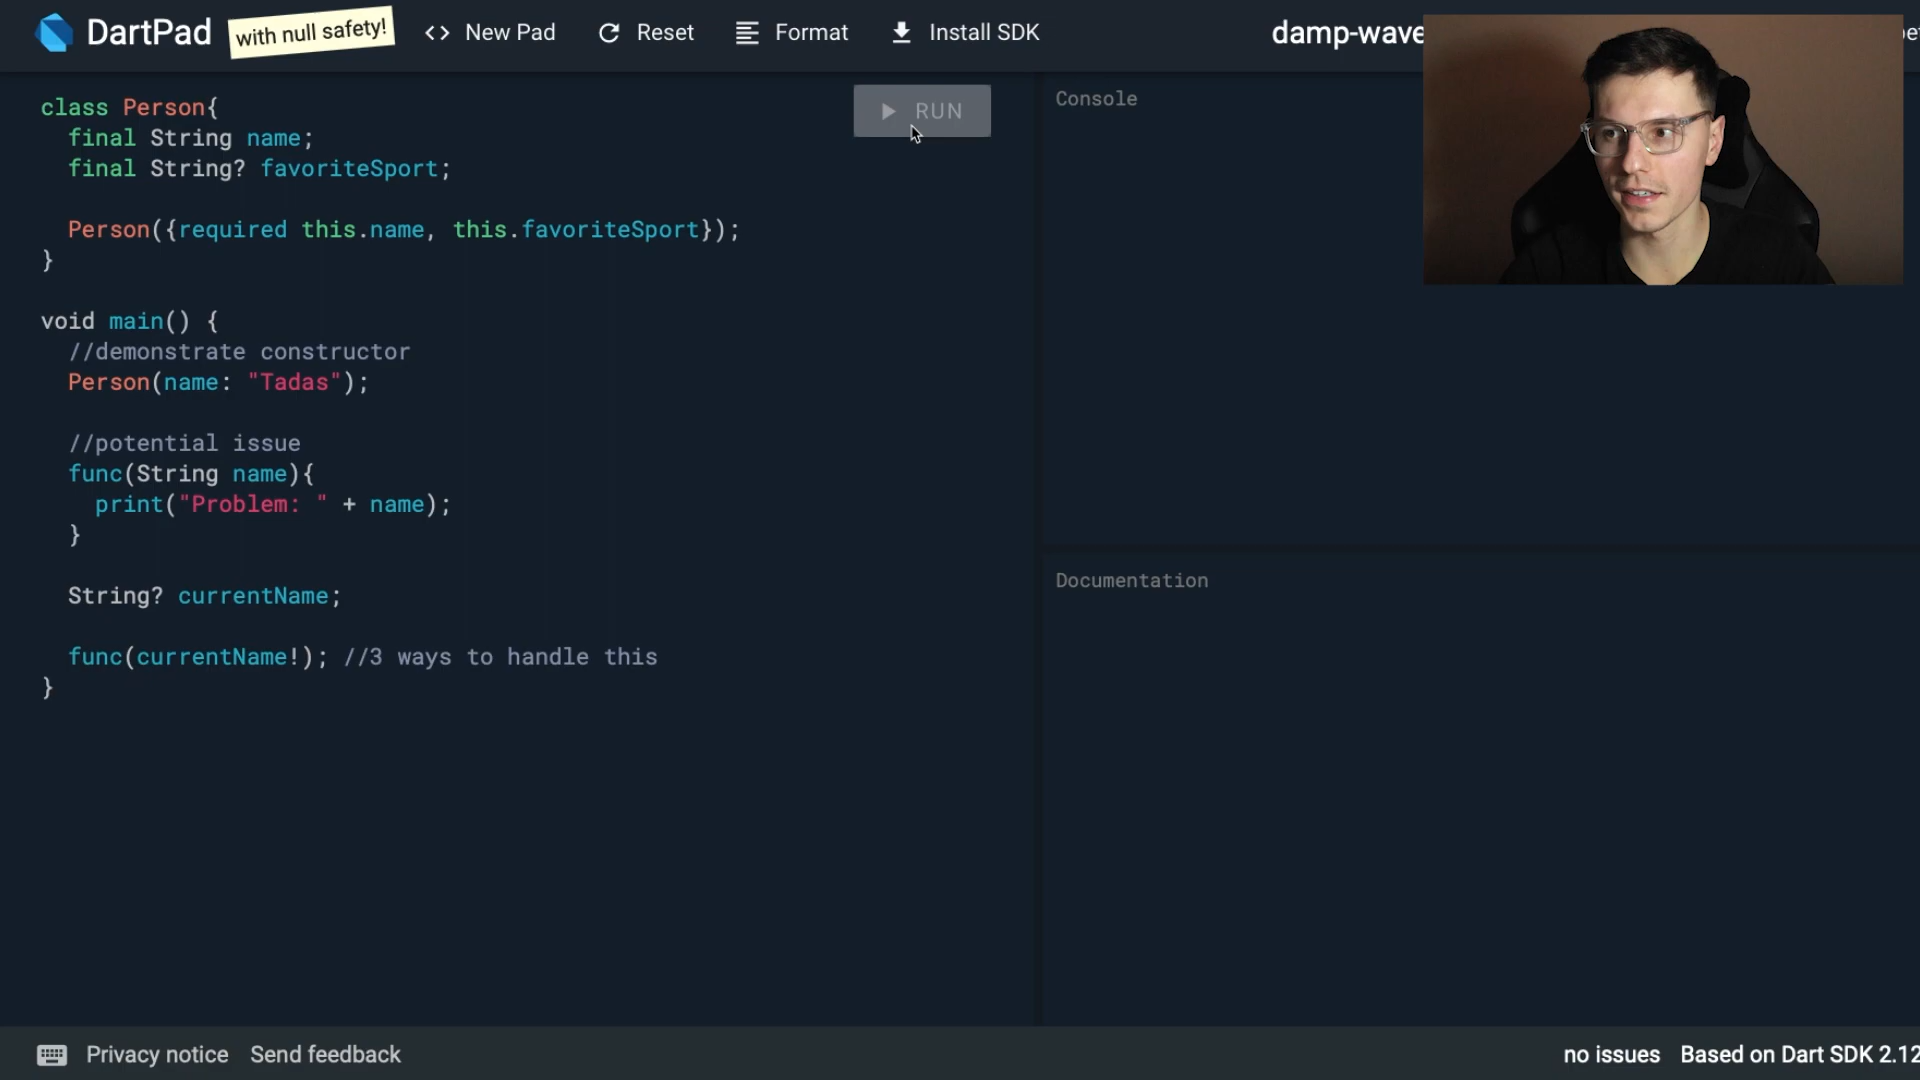 DartPad with null safety! <> New Pad Reset Format Install SDK damp-wave
class Person{
final String name;
final String? favoriteSport;
Person({required this.name, this.favoriteSport});
}
void main() {
//demonstrate constructor
Person(name: "Tadas");
//potential issue
func(String name){
print("Problem: " + name);
}
String? currentName;
func(currentName!); //3 ways to handle this
}
RUN
Console
Documentation
Privacy notice Send feedback no issues Based on Dart SDK 2.12